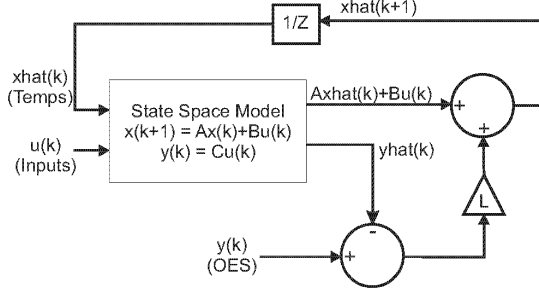 xhat(k+1)
1/Z
xhat(k)
(Temps)
State Space Model
x(k+1) = Ax(k)+Bu(k)
y(k) = Cu(k)
Axhat(k)+Bu(k)
+
+
u(k)
(Inputs)
yhat(k)
L
-
y(k)
(OES)
+